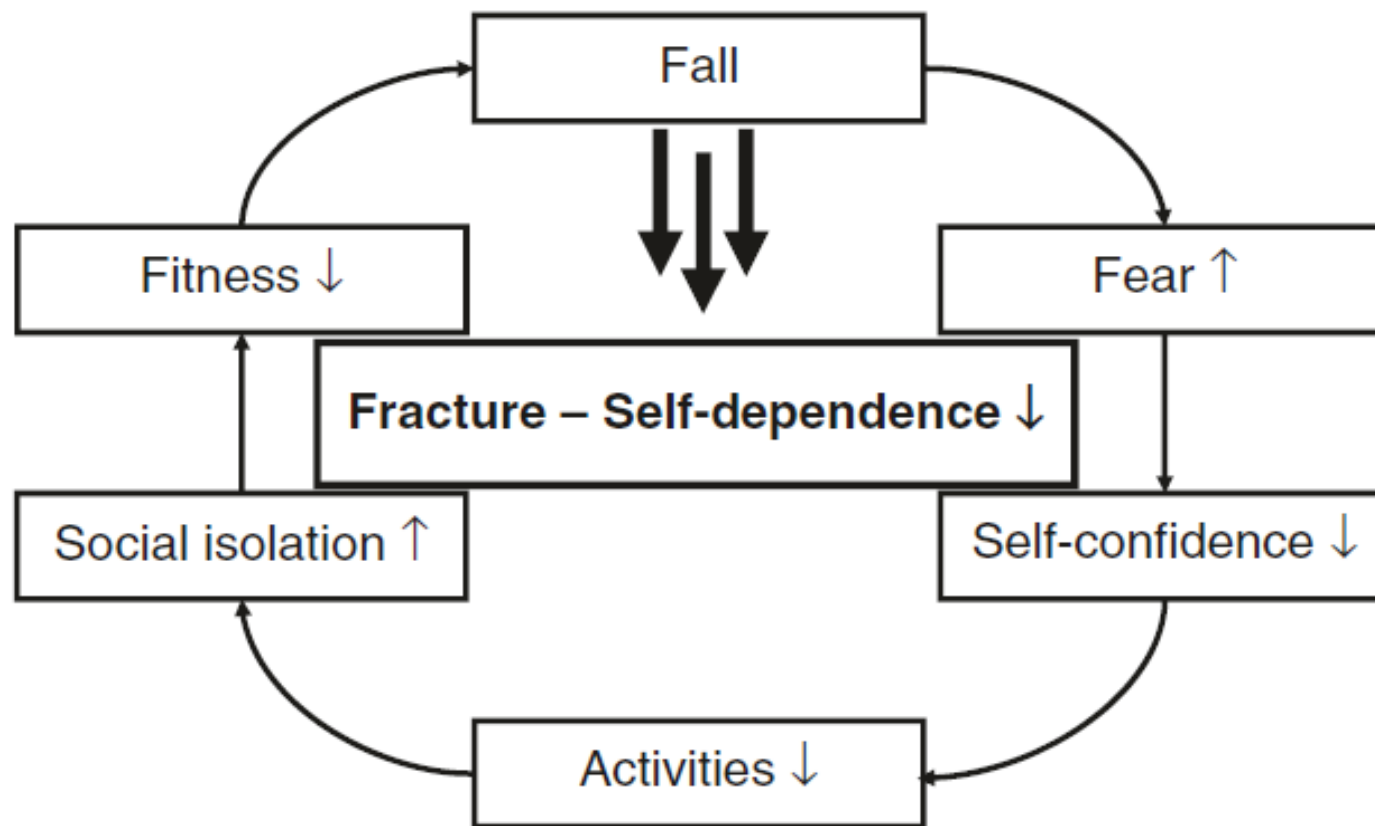 Fall
Fitness ↓
Fear ↑
Fracture – Self-dependence ↓
Social isolation ↑
Self-confidence ↓
Activities ↓